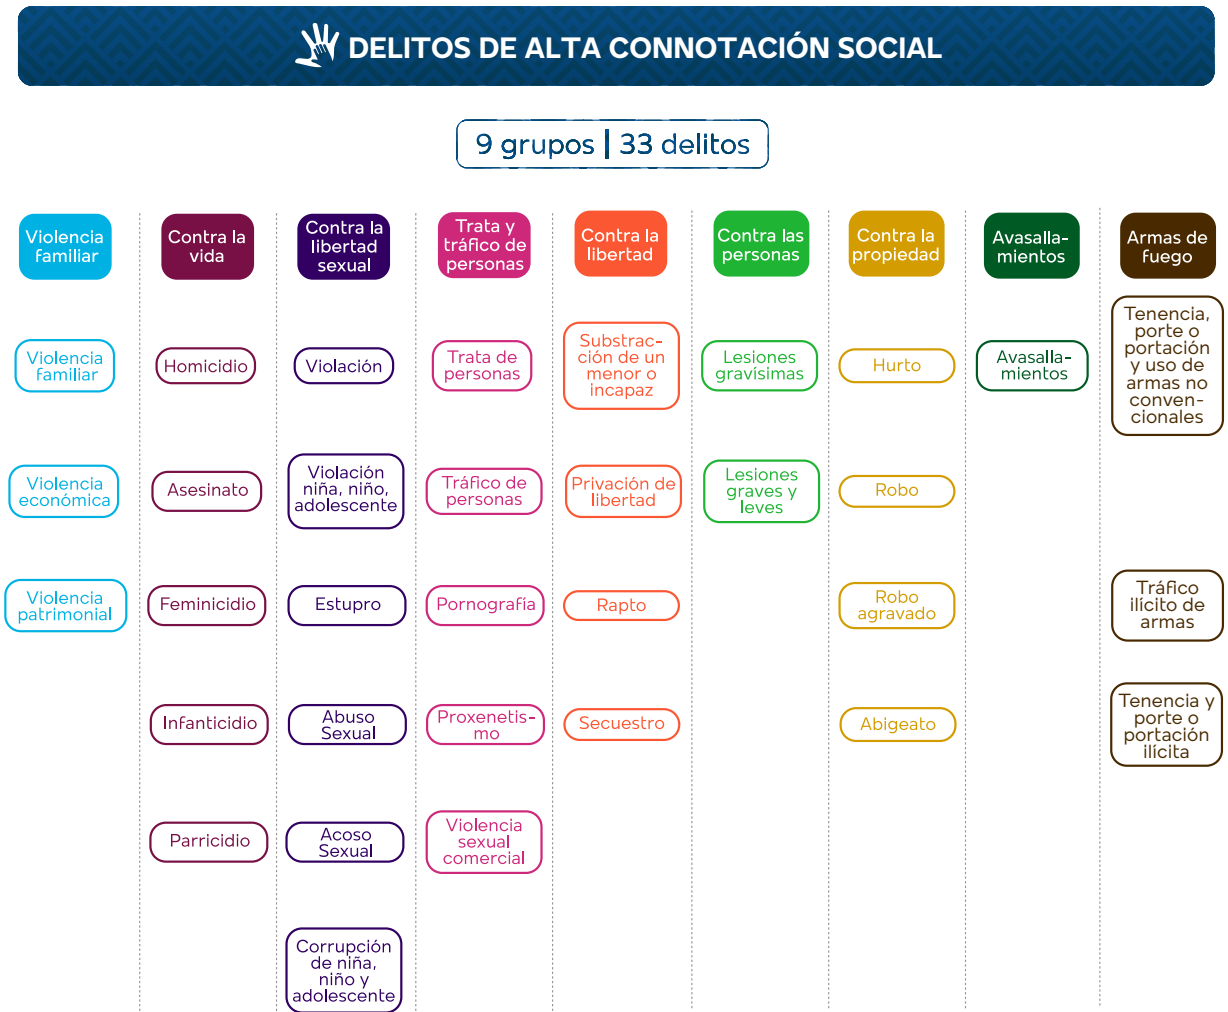 DELITOS DE ALTA CONNOTACIÓN SOCIAL
9 grupos | 33 delitos
Violencia
familiar
Contra la
vida
Contra la
libertad
sexual
Trata y
tráfico de
personas
Contra la
libertad
Contra las
personas
Contra la
propiedad
Avasalla-
mientos
Armas de
fuego
Violencia
familiar
Homicidio
Violación
Trata de
personas
Substrac-
ción de un
menor o
incapaz
Lesiones
gravísimas
Hurto
Avasalla-
mientos
Tenencia,
porte o
portación
y uso de
armas no
conven-
cionales
Violencia
económica
Asesinato
Violación
niña, niño,
adolescente
Tráfico de
personas
Privación de
libertad
Lesiones
graves y
leves
Robo
Violencia
patrimonial
Feminicidio
Estupro
Pornografía
Rapto
Robo
agravado
Tráfico
ilícito de
armas
Infanticidio
Abuso
Sexual
Proxenetis-
mo
Secuestro
Abigeato
Tenencia y
porte o
portación
ilícita
Parricidio
Acoso
Sexual
Violencia
sexual
comercial
Corrupción
de niña,
niño y
adolescente